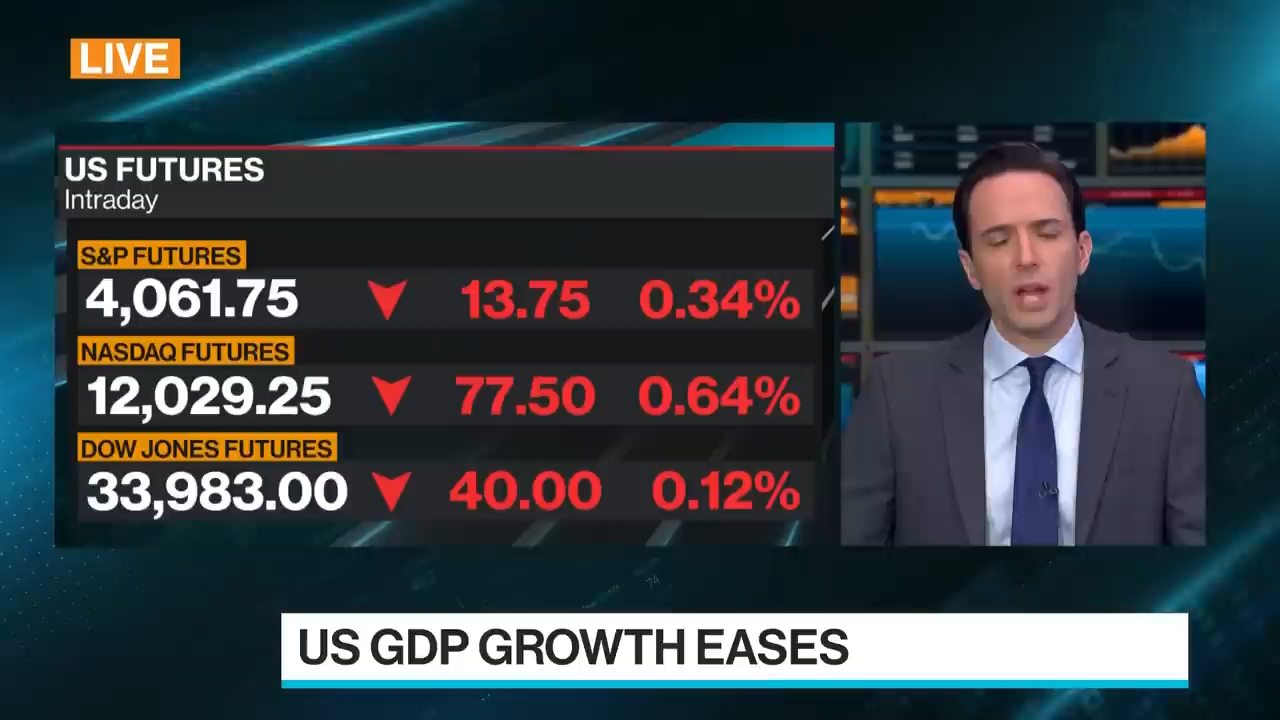 LIVE
US FUTURES
Intraday
S&P FUTURES
4,061.75 13.75 0.34%
NASDAQ FUTURES
12,029.25 77.50 0.64%
DOW JONES FUTURES
33,983.00 40.00 0.12%
US GDP GROWTH EASES